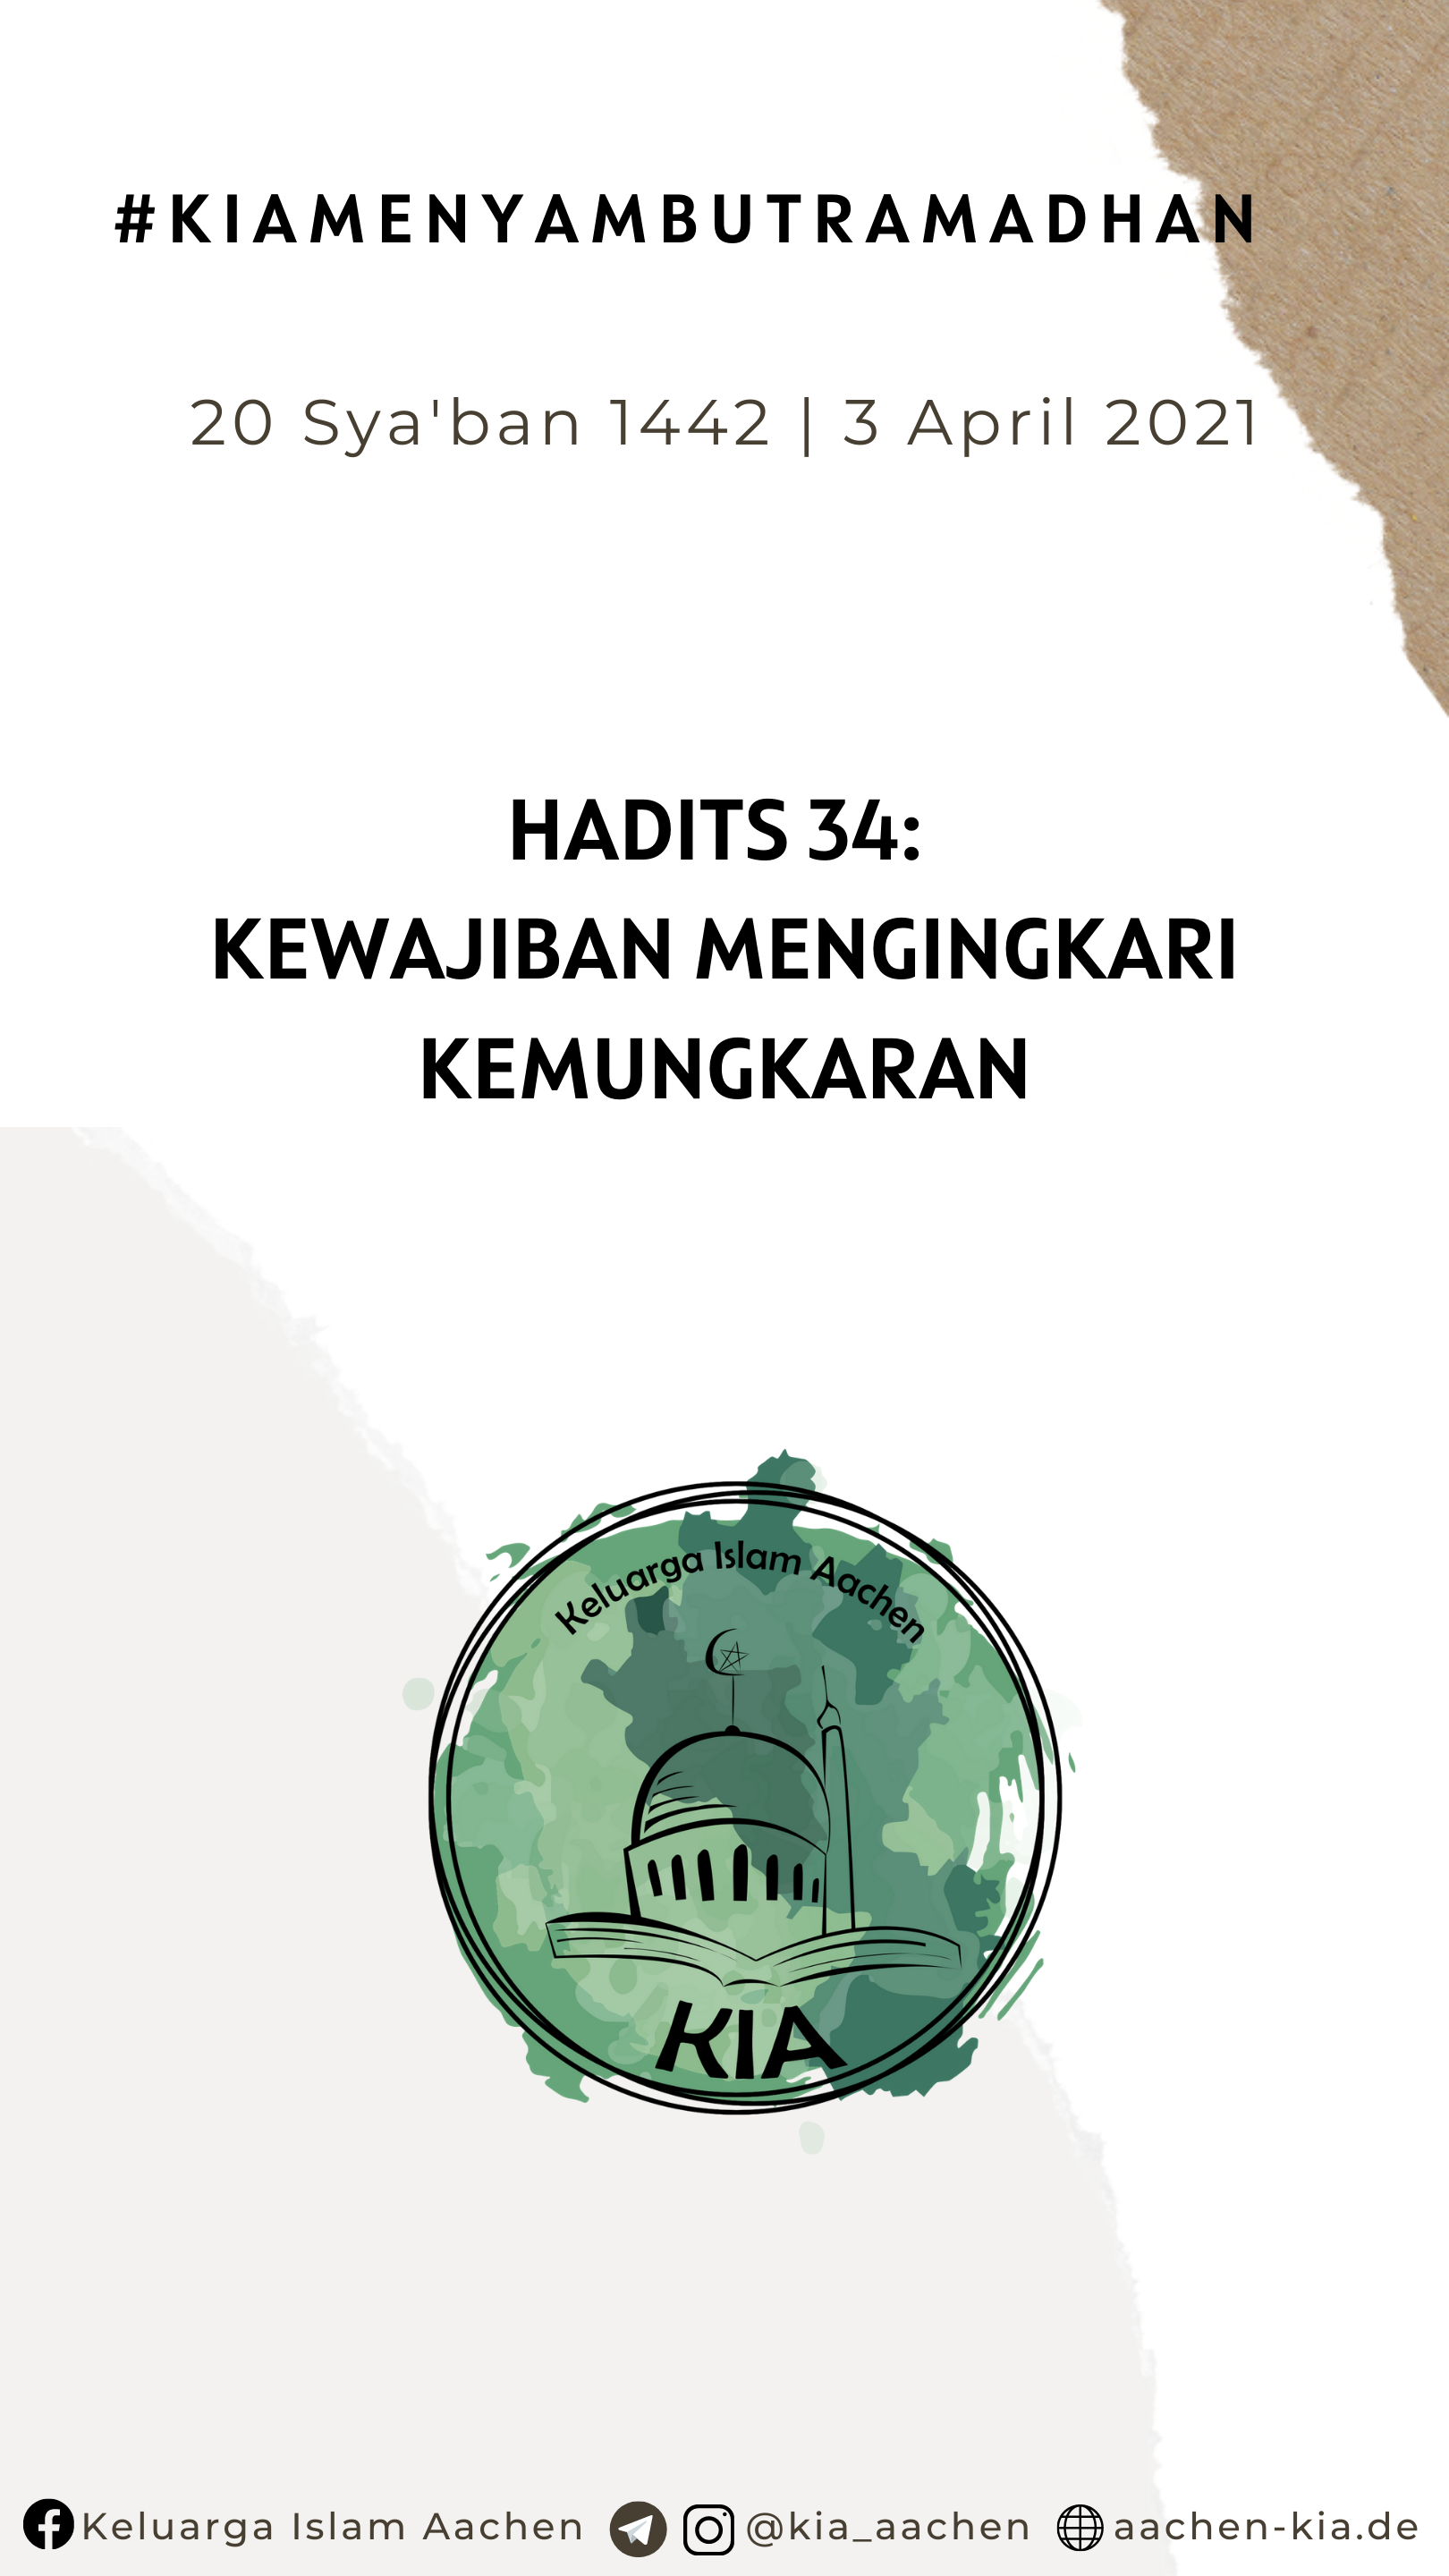 #KIAMENYAMBUTRAMADHAN
20 Sya'ban 1442 | 3 April 2021
HADITS 34:
KEWAJIBAN MENGINGKARI
KEMUNGKARAN
Keluarga Islam Aachen
KIA
Keluarga Islam Aachen @kia_aachen aachen-kia.de